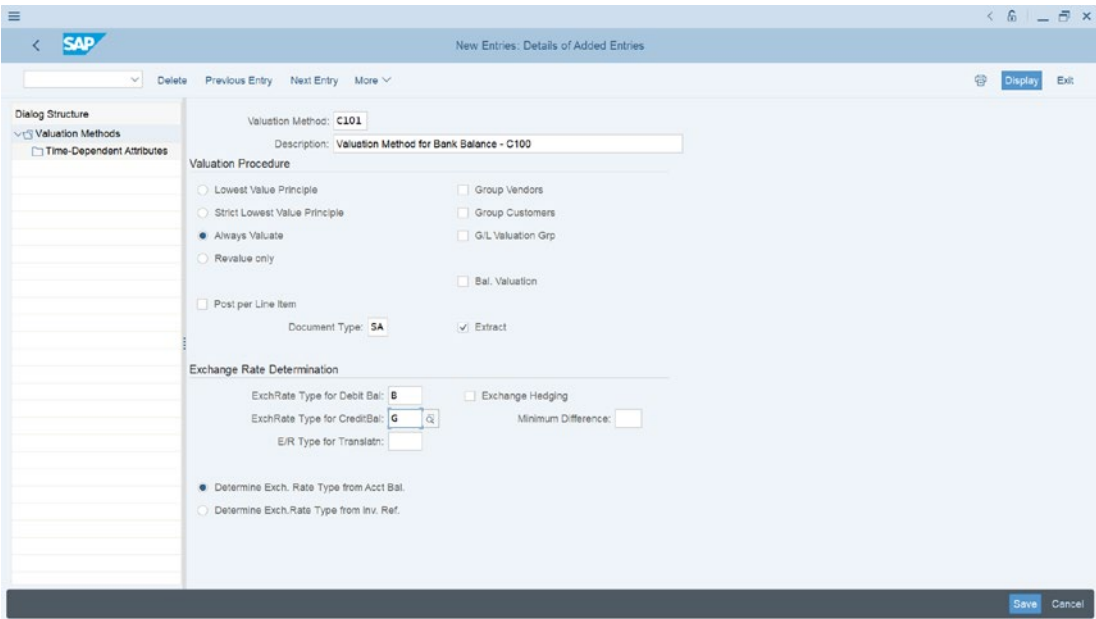 SAP
New Entries: Details of Added Entries
Delete Previous Entry Next Entry More Display Exit
Dialog Structure
Valuation Methods
Time-Dependent Attributes
Valuation Method: C101
Description: Valuation Method for Bank Balance - C100
Valuation Procedure
Lowest Value Principle Group Vendors
Strict Lowest Value Principle Group Customers
Always Valuate G/L Valuation Grp
Revalue only
Bal. Valuation
Post per Line Item
Document Type: SA Extract
Exchange Rate Determination
ExchRate Type for Debit Bal: B Exchange Hedging
ExchRate Type for CreditBal: G Minimum Difference:
E/R Type for Translatn:
Determine Exch. Rate Type from Acct Bal.
Determine Exch.Rate Type from Inv. Ref.
Save Cancel